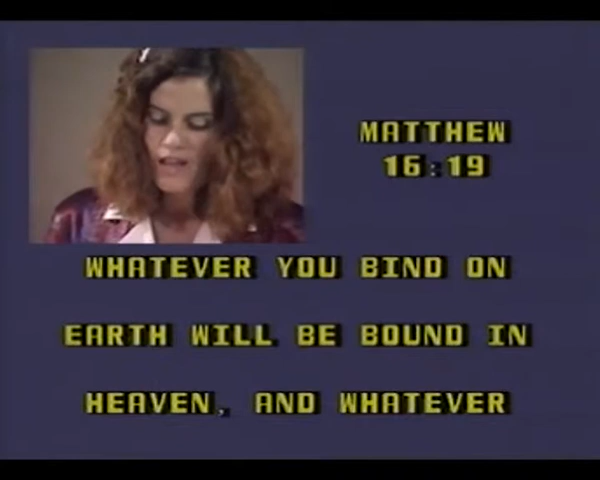 MATTHEW
16:19
WHATEVER YOU BIND ON
EARTH WILL BE BOUND IN
HEAVEN, AND WHATEVER